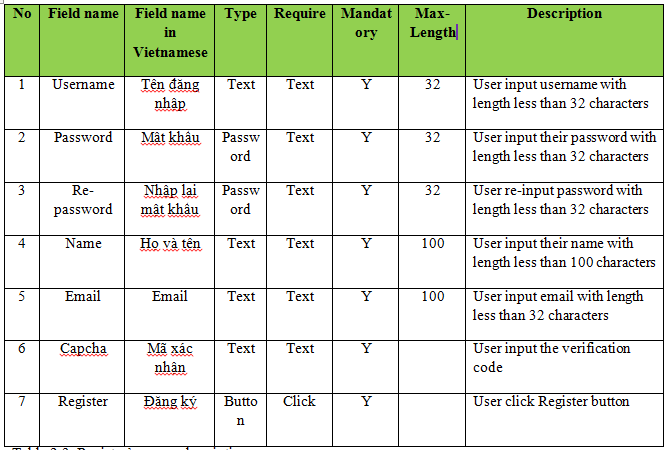 No Field name Field name in Vietnamese Type Require Mandat ory Max- Length Description
1 Username Tên đăng nhập Text Text Y 32 User input username with length less than 32 characters
2 Password Mật khẩu Passw ord Text Y 32 User input their password with length less than 32 characters
3 Re- password Nhập lại mật khẩu Passw ord Text Y 32 User re-input password with length less than 32 characters
4 Name Họ và tên Text Text Y 100 User input their name with length less than 100 characters
5 Email Email Text Text Y 100 User input email with length less than 32 characters
6 Capcha Mã xác nhận Text Text Y User input the verification code
7 Register Đăng ký Butto n Click Y User click Register button